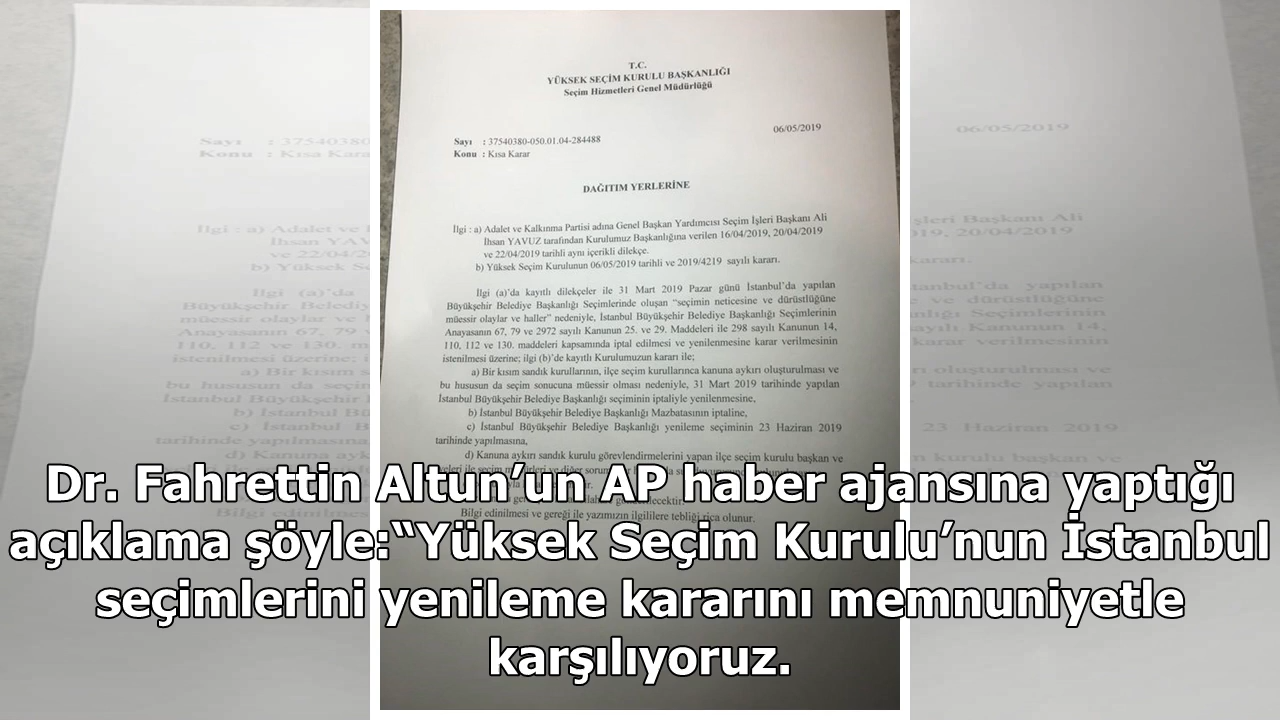 T.C.
YÜKSEK SEÇİM KURULU BAŞKANLIĞI
Seçim Hizmetleri Genel Müdürlüğü
06/05/2019
Sayı : 37540380-050.01.04-284488
Konu : Kısa Karar
DAĞITIM YERLERİNE
İlgi : a) Adalet ve Kalkınma Partisi adına Genel Başkan Yardımcısı Seçim İşleri Başkanı Ali
İhsan YAVUZ tarafından Kurulumuz Başkanlığına verilen 16/04/2019, 20/04/2019
ve 22/04/2019 tarihli aynı içerikli dilekçe.
b) Yüksek Seçim Kurulunun 06/05/2019 tarihli ve 2019/4219 sayılı kararı.
İlgi (a)'da kayıtlı dilekçeler ile 31 Mart 2019 Pazar günü İstanbul'da yapılan
Büyükşehir Belediye Başkanlığı Seçimlerinde oluşan "seçimin neticesine ve dürüstlüğüne
müessir olaylar ve haller" nedeniyle, İstanbul Büyükşehir Belediye Başkanlığı Seçimlerinin
Anayasanın 67, 79 ve 2972 sayılı Kanunun 25. ve 29. Maddeleri ile 298 sayılı Kanunun 14,
110, 112 ve 130. maddeleri kapsamında iptal edilmesi ve yenilenmesine karar verilmesinin
istenilmesi üzerine; ilgi (b)'de kayıtlı Kurulumuzun kararı ile;
a) Bir kısım sandık kurullarının, ilçe seçim kurullarınca kanuna aykırı oluşturulması ve
bu hususun da seçim sonucuna müessir olması nedeniyle, 31 Mart 2019 tarihinde yapılan
İstanbul Büyükşehir Belediye Başkanlığı seçiminin iptaliyle yenilenmesine,
b) İstanbul Büyükşehir Belediye Başkanlığı Mazbatasının iptaline,
c) İstanbul Büyükşehir Belediye Başkanlığı yenileme seçiminin 23 Haziran 2019
tarihinde yapılmasına,
d) Kanuna aykırı sandık kurulu görevlendirmelerini yapan ilçe seçim kurulu başkan ve
Bilgi edinilmesi ve gereği ile yazımızın ilgililere tebliği rica olunur.
Dr. Fahrettin Altun’un AP haber ajansına yaptığı
açıklama şöyle:“Yüksek Seçim Kurulu’nun İstanbul
seçimlerini yenileme kararını memnuniyetle
karşılıyoruz.